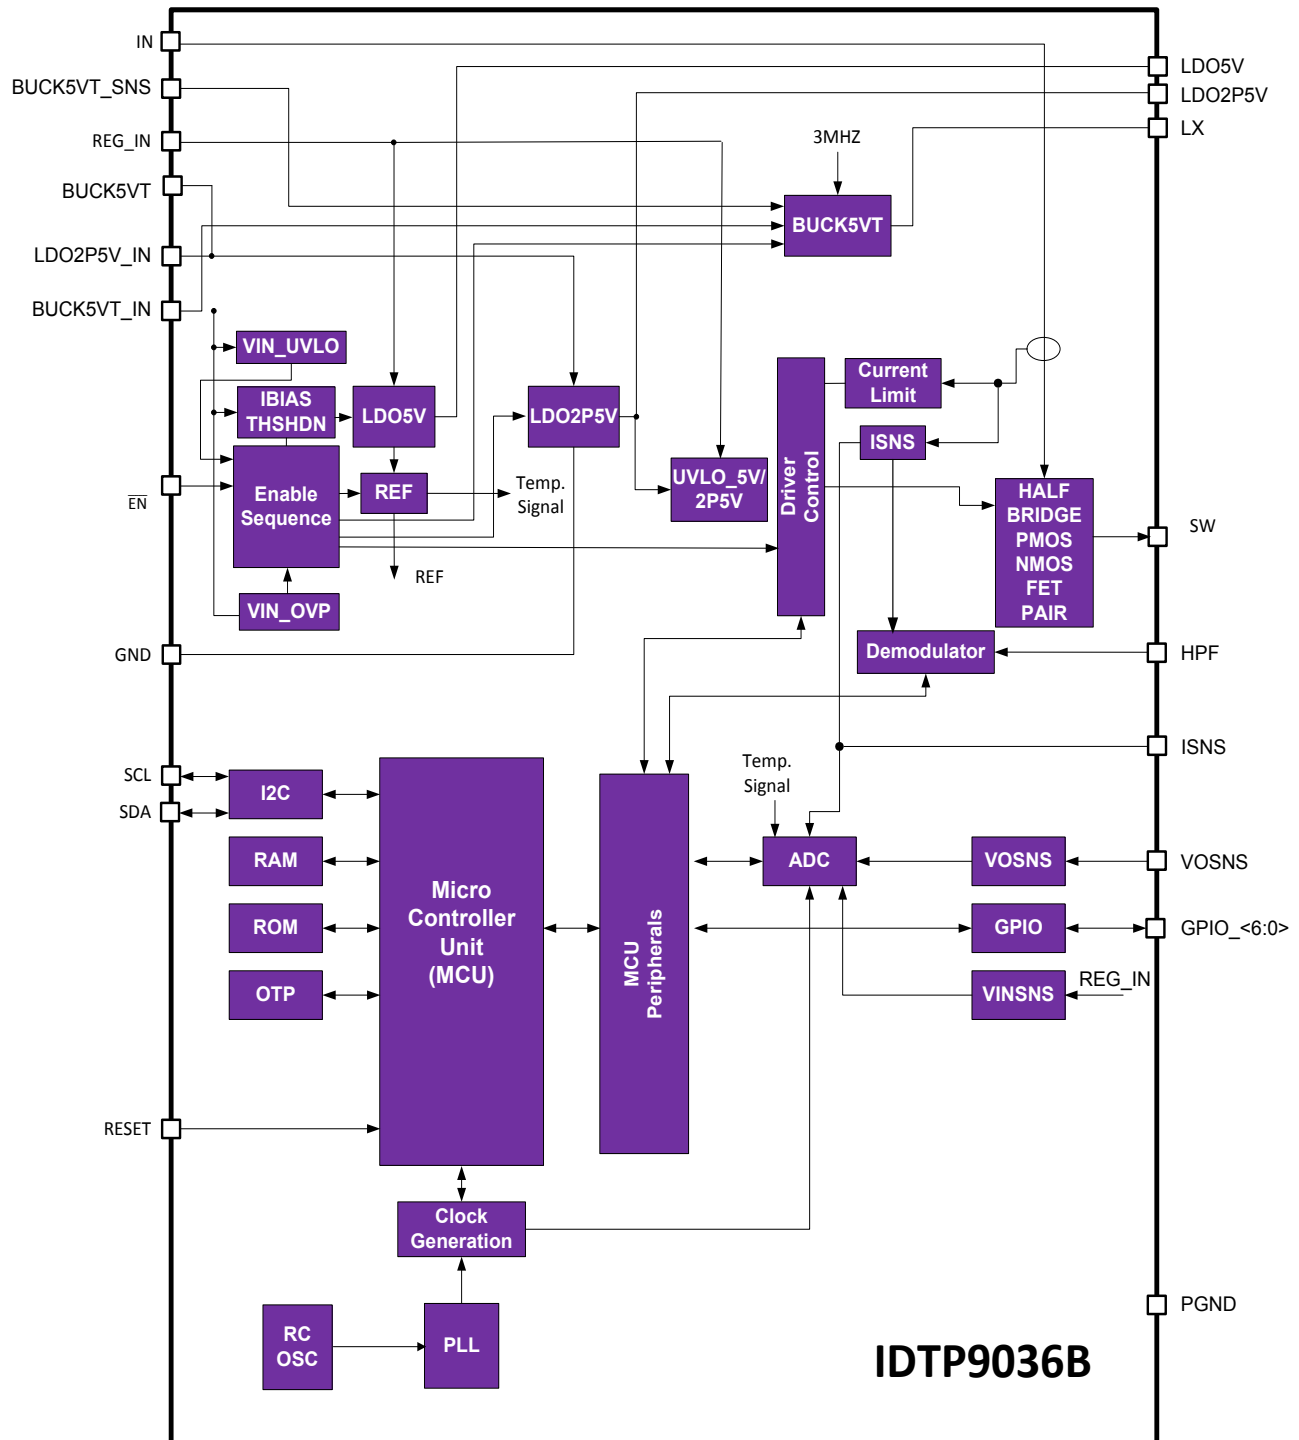 IN
BUCK5VT_SNS
REG_IN
BUCK5VT
LDO2P5V_IN
BUCK5VT_IN
EN
GND
SCL
SDA
RESET
LDO5V
LDO2P5V
LX
SW
HPF
ISNS
VOSNS
GPIO_<6:0>
PGND
3MHZ
BUCK5VT
VIN_UVLO
IBIAS
THSHDN
LDO5V
LDO2P5V
Enable
Sequence
REF
Temp.
Signal
REF
VIN_OVP
UVLO_5V/
2P5V
Driver
Control
Current
Limit
ISNS
HALF
BRIDGE
PMOS
NMOS
FET
PAIR
Demodulator
I2C
RAM
ROM
OTP
Micro
Controller
Unit
(MCU)
MCU
Peripherals
Temp.
Signal
ADC
VOSNS
GPIO
VINSNS
REG_IN
Clock
Generation
RC
OSC
PLL
IDTP9036B